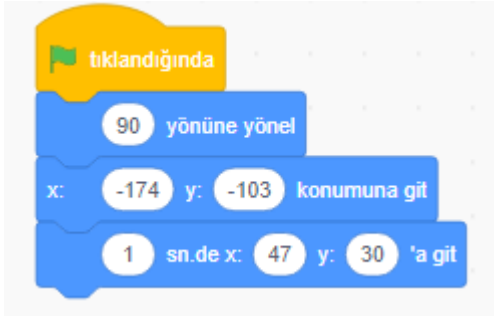 tıklandığında
90 yönüne yönel
x: -174 y: -103 konumuna git
1 sn.de x: 47 y: 30 'a git